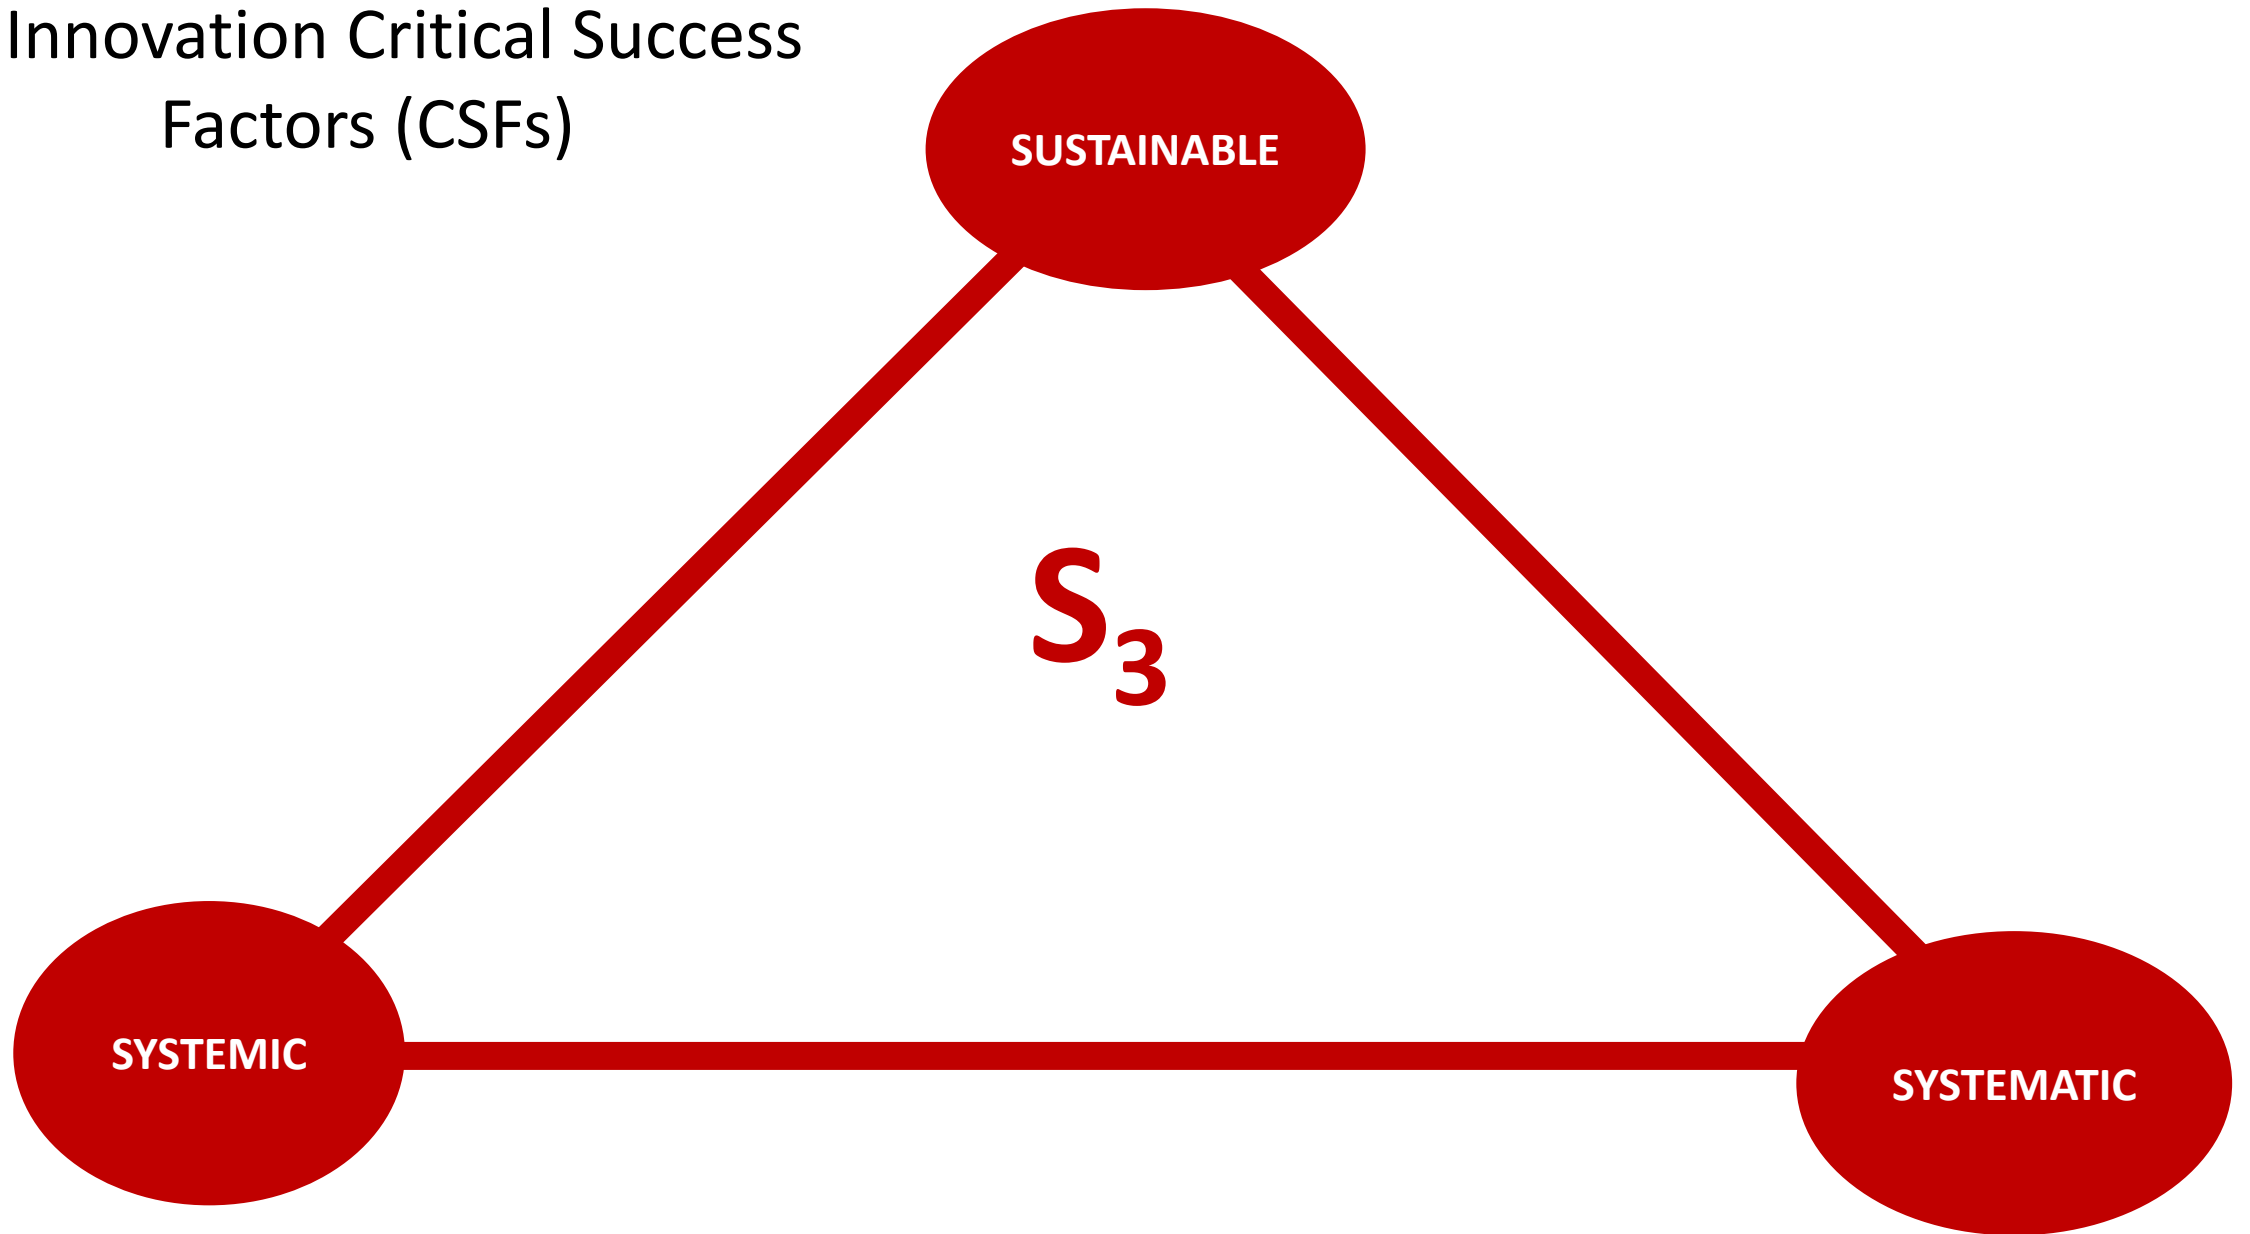 Innovation Critical Success
Factors (CSFs)
SUSTAINABLE
S₃
SYSTEMIC
SYSTEMATIC